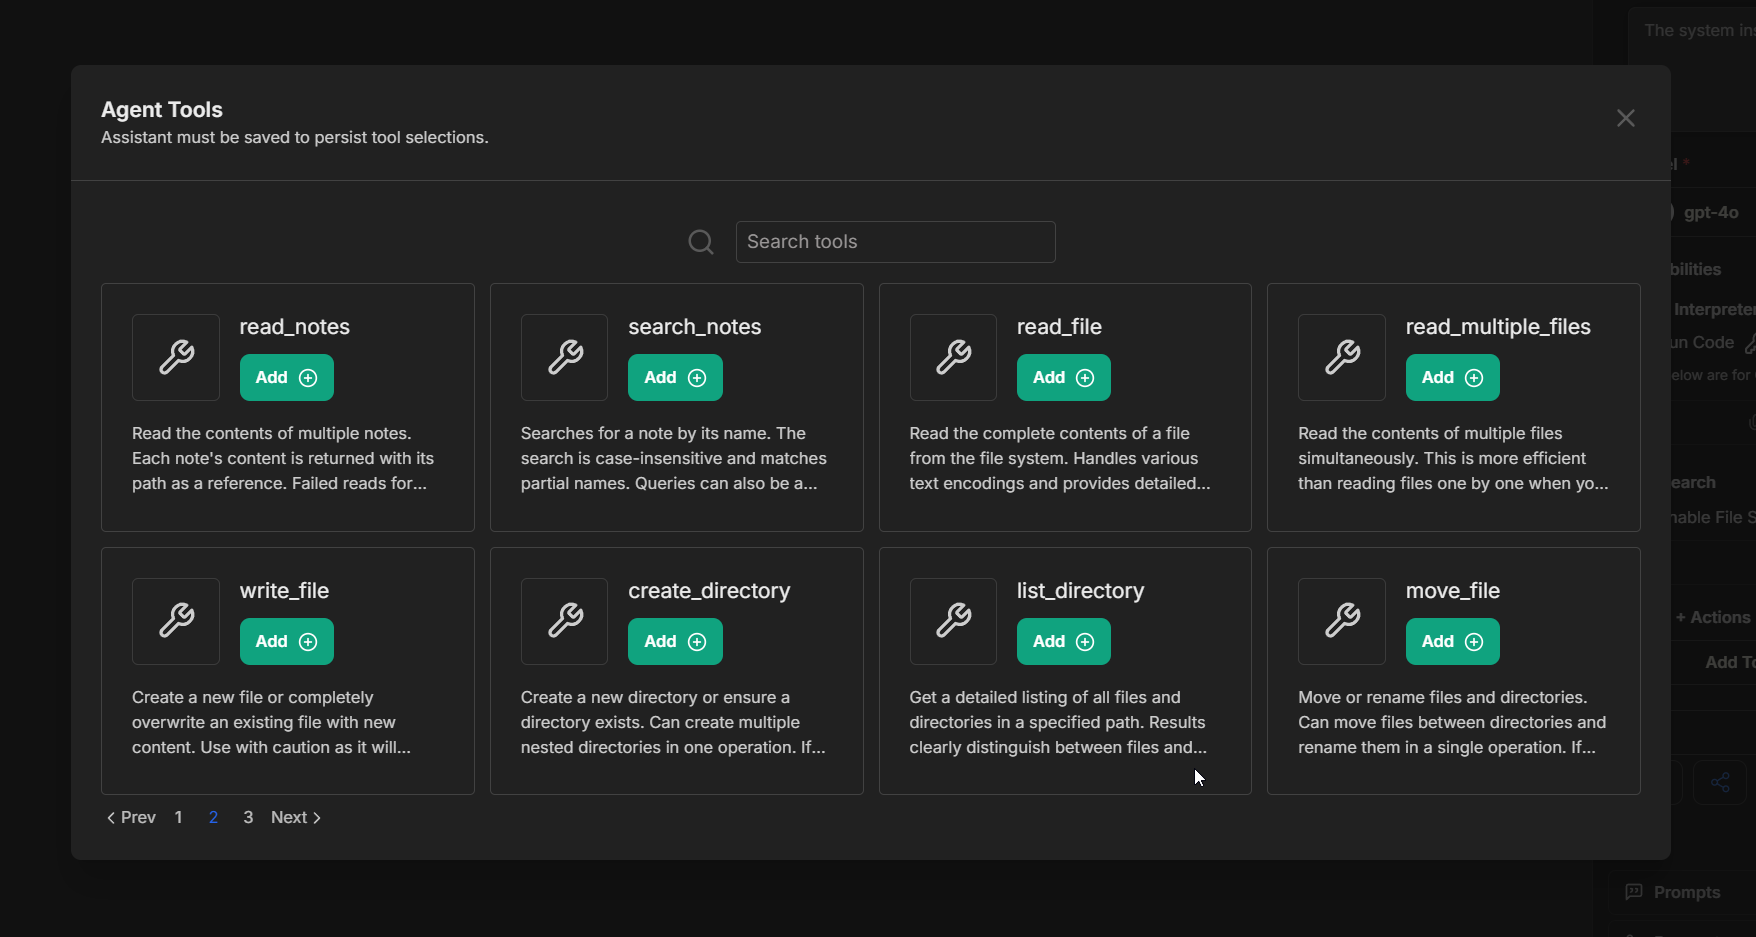 The system ins
Agent Tools
Assistant must be saved to persist tool selections.
el *
gpt-4o
Search tools
bilities
Interpreter
un Code
elow are for
read_notes
Add
Read the contents of multiple notes.
Each note's content is returned with its
path as a reference. Failed reads for...
search_notes
Add
Searches for a note by its name. The
search is case-insensitive and matches
partial names. Queries can also be a...
read_file
Add
Read the complete contents of a file
from the file system. Handles various
text encodings and provides detailed...
read_multiple_files
Add
Read the contents of multiple files
simultaneously. This is more efficient
than reading files one by one when yo...
earch
nable File S
write_file
Add
Create a new file or completely
overwrite an existing file with new
content. Use with caution as it will...
create_directory
Add
Create a new directory or ensure a
directory exists. Can create multiple
nested directories in one operation. If...
list_directory
Add
Get a detailed listing of all files and
directories in a specified path. Results
clearly distinguish between files and...
move_file
Add
Move or rename files and directories.
Can move files between directories and
rename them in a single operation. If...
+ Actions
Add To
Prev 1 2 3 Next
Prompts